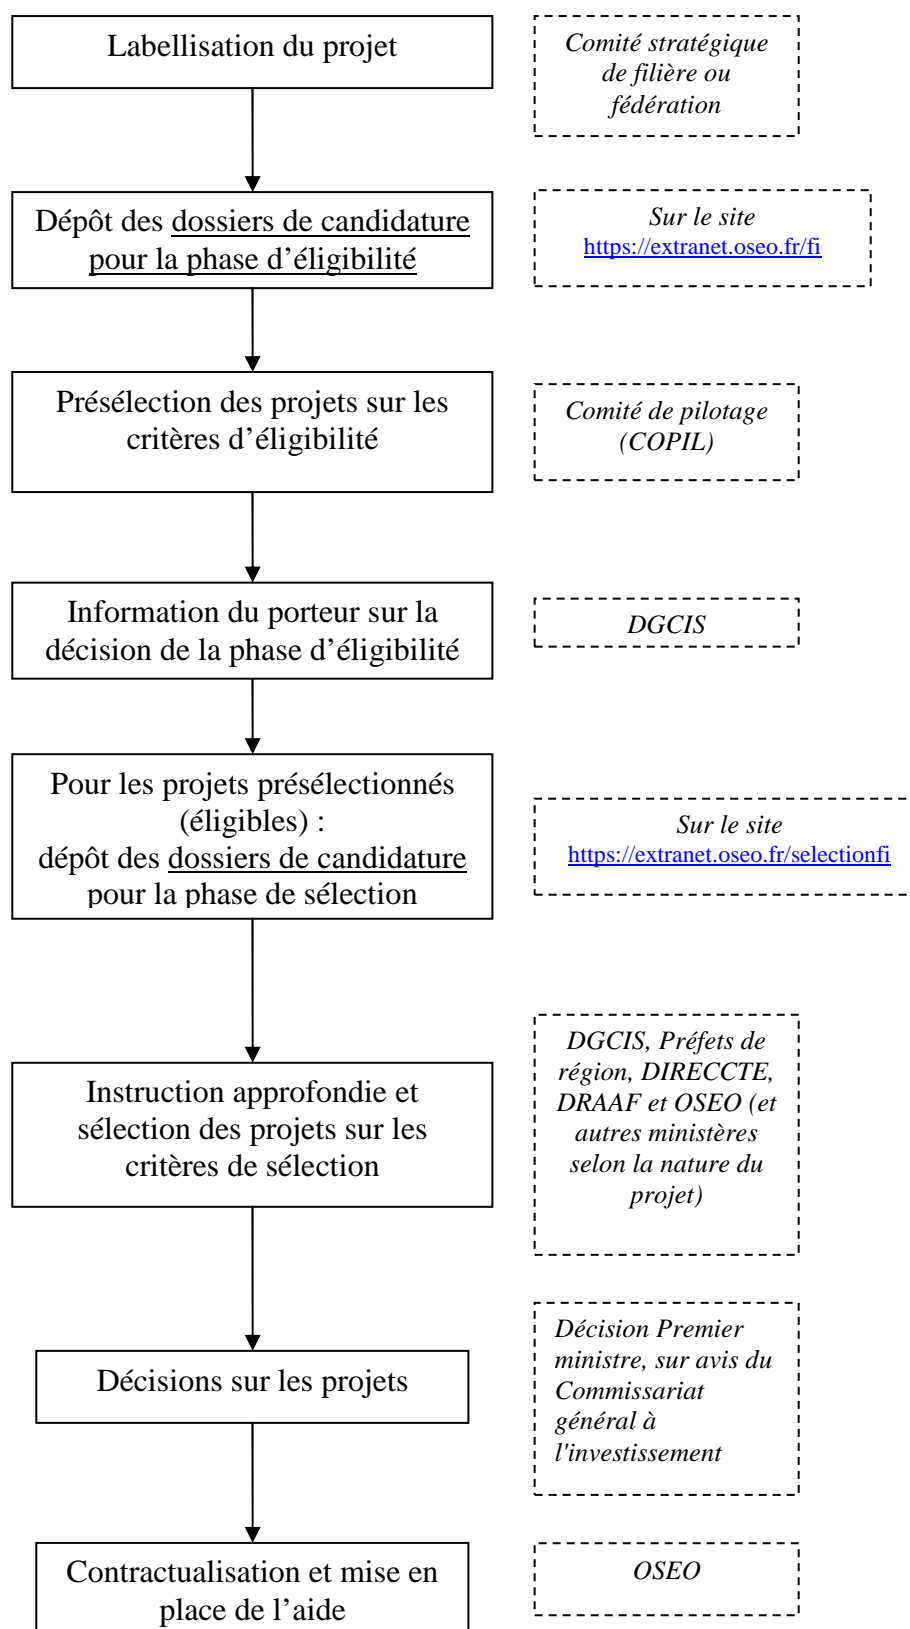 Labellisation du projet
Comité stratégique
de filière ou
fédération
Dépôt des dossiers de candidature
pour la phase d’éligibilité
Sur le site
https://extranet.oseo.fr/fi
Présélection des projets sur les
critères d’éligibilité
Comité de pilotage
(COPIL)
Information du porteur sur la
décision de la phase d’éligibilité
DGCIS
Pour les projets présélectionnés
(éligibles) :
dépôt des dossiers de candidature
pour la phase de sélection
Sur le site
https://extranet.oseo.fr/selectionfi
Instruction approfondie et
sélection des projets sur les
critères de sélection
DGCIS, Préfets de
région, DIRECCTE,
DRAAF et OSEO (et
autres ministères
selon la nature du
projet)
Décisions sur les projets
Décision Premier
ministre, sur avis du
Commissariat
général à
l'investissement
Contractualisation et mise en
place de l’aide
OSEO